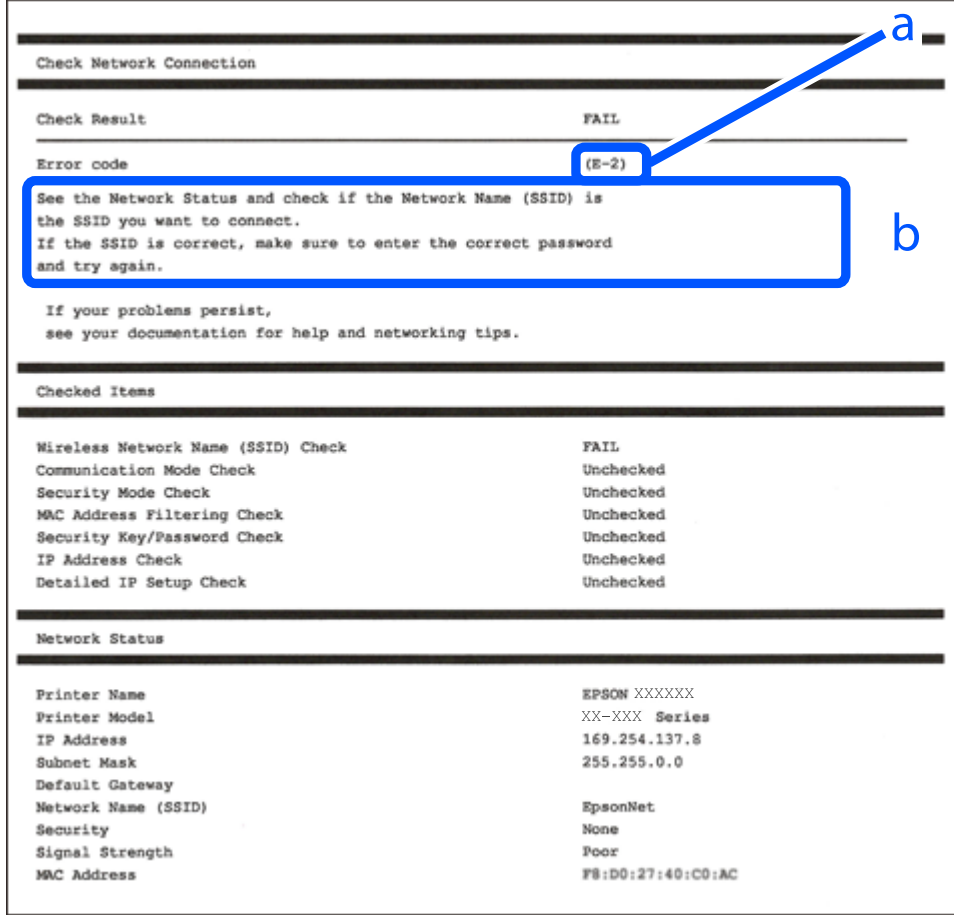 a
Check Network Connection
Check Result FAIL
Error code (E-2)
See the Network Status and check if the Network Name (SSID) is
the SSID you want to connect.
If the SSID is correct, make sure to enter the correct password
and try again.
b
If your problems persist,
see your documentation for help and networking tips.
Checked Items
Wireless Network Name (SSID) Check FAIL
Communication Mode Check Unchecked
Security Mode Check Unchecked
MAC Address Filtering Check Unchecked
Security Key/Password Check Unchecked
IP Address Check Unchecked
Detailed IP Setup Check Unchecked
Network Status
Printer Name EPSON XXXXXX
Printer Model XX-XXX Series
IP Address 169.254.137.8
Subnet Mask 255.255.0.0
Default Gateway
Network Name (SSID) EpsonNet
Security None
Signal Strength Poor
MAC Address F8:D0:27:40:C0:AC